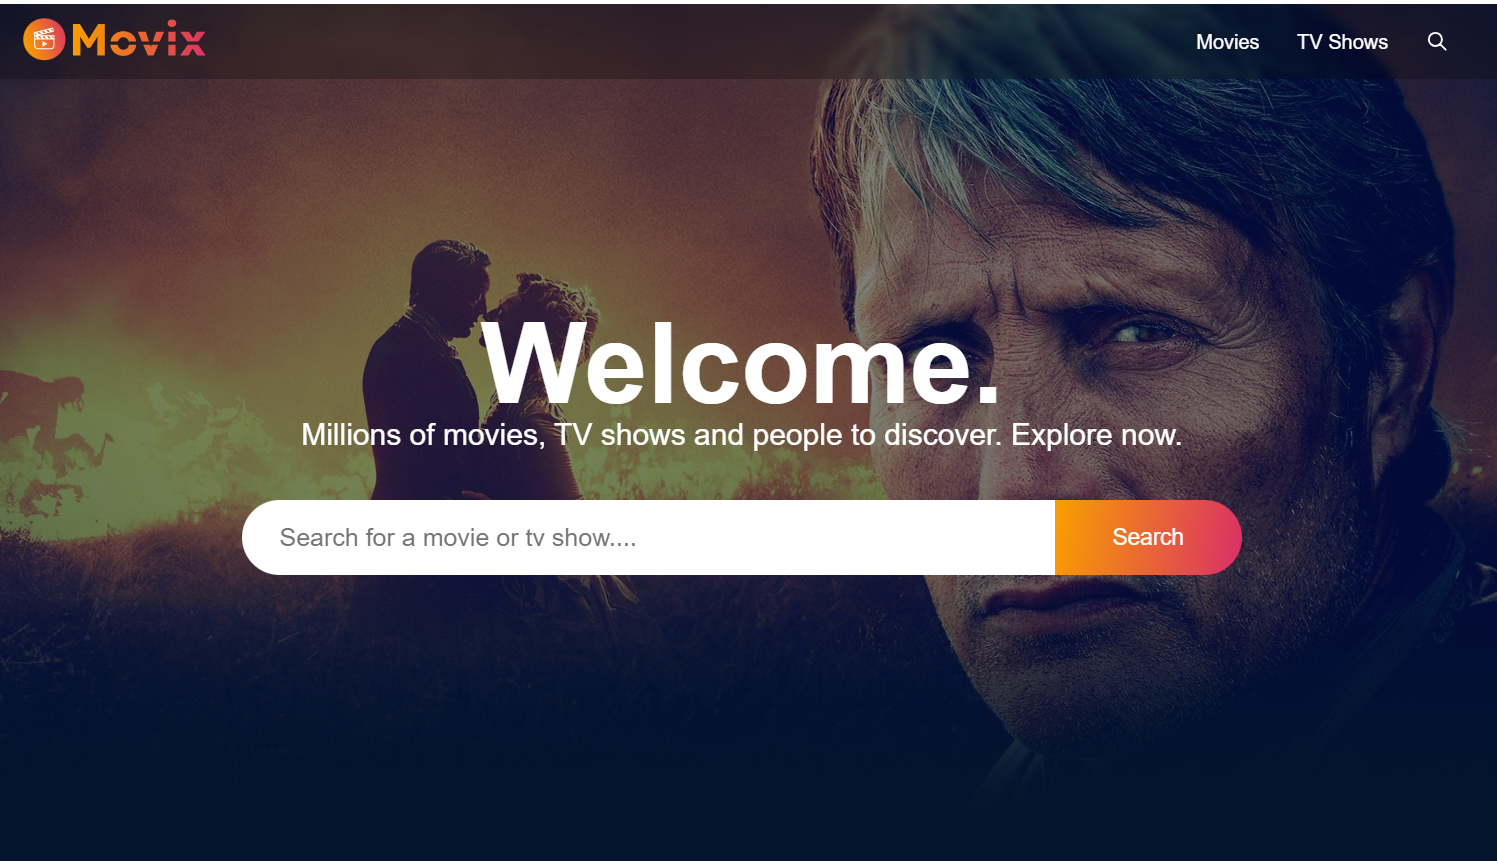 Movix
Movies
TV Shows
Welcome.
Millions of movies, TV shows and people to discover. Explore now.
Search for a movie or tv show....
Search